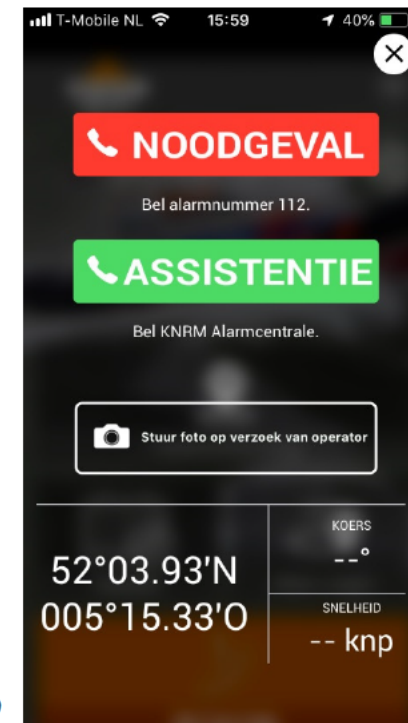 T-Mobile NL 15:59 40%
NOODGEVAL
Bel alarmnummer 112.
ASSISTENTIE
Bel KNRM Alarmcentrale.
Stuur foto op verzoek van operator
KOERS
--°
52°03.93'N
005°15.33'O
SNELHEID
-- knp